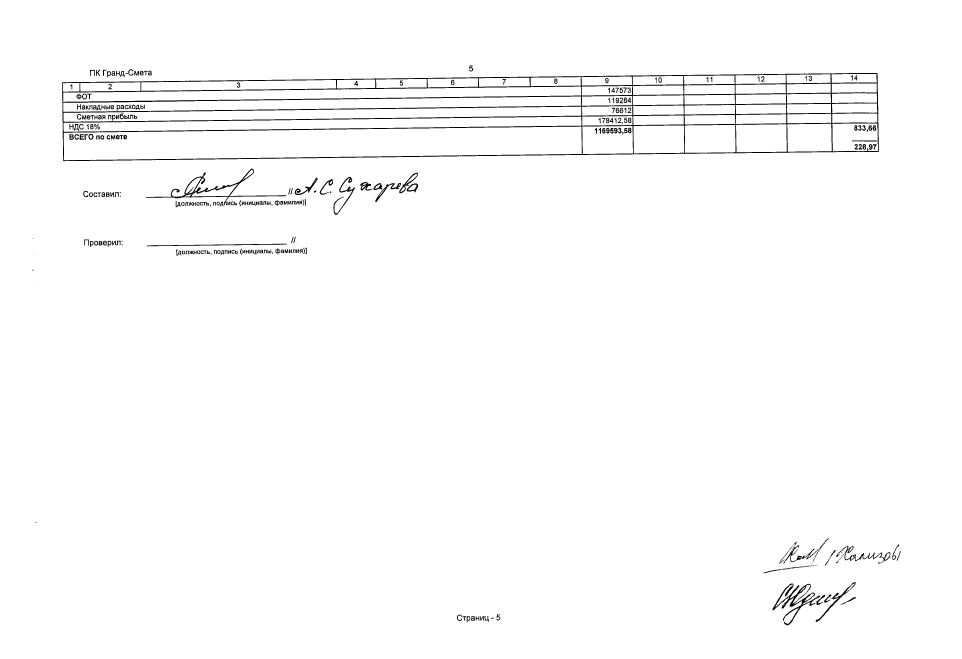 ПК Гранд-Смета 5
1 2 3 4 5 6 7 8 9 10 11 12 13 14
ФОТ 147573
Накладные расходы 119284
Сметная прибыль 76612
НДС 18% 178412,58
ВСЕГО по смете 1169593,58 833,66
228,97
Составил: // А. С. Сухарева
[должность, подпись (инициалы, фамилия)]
Проверил: //
[должность, подпись (инициалы, фамилия)]
Страниц - 5